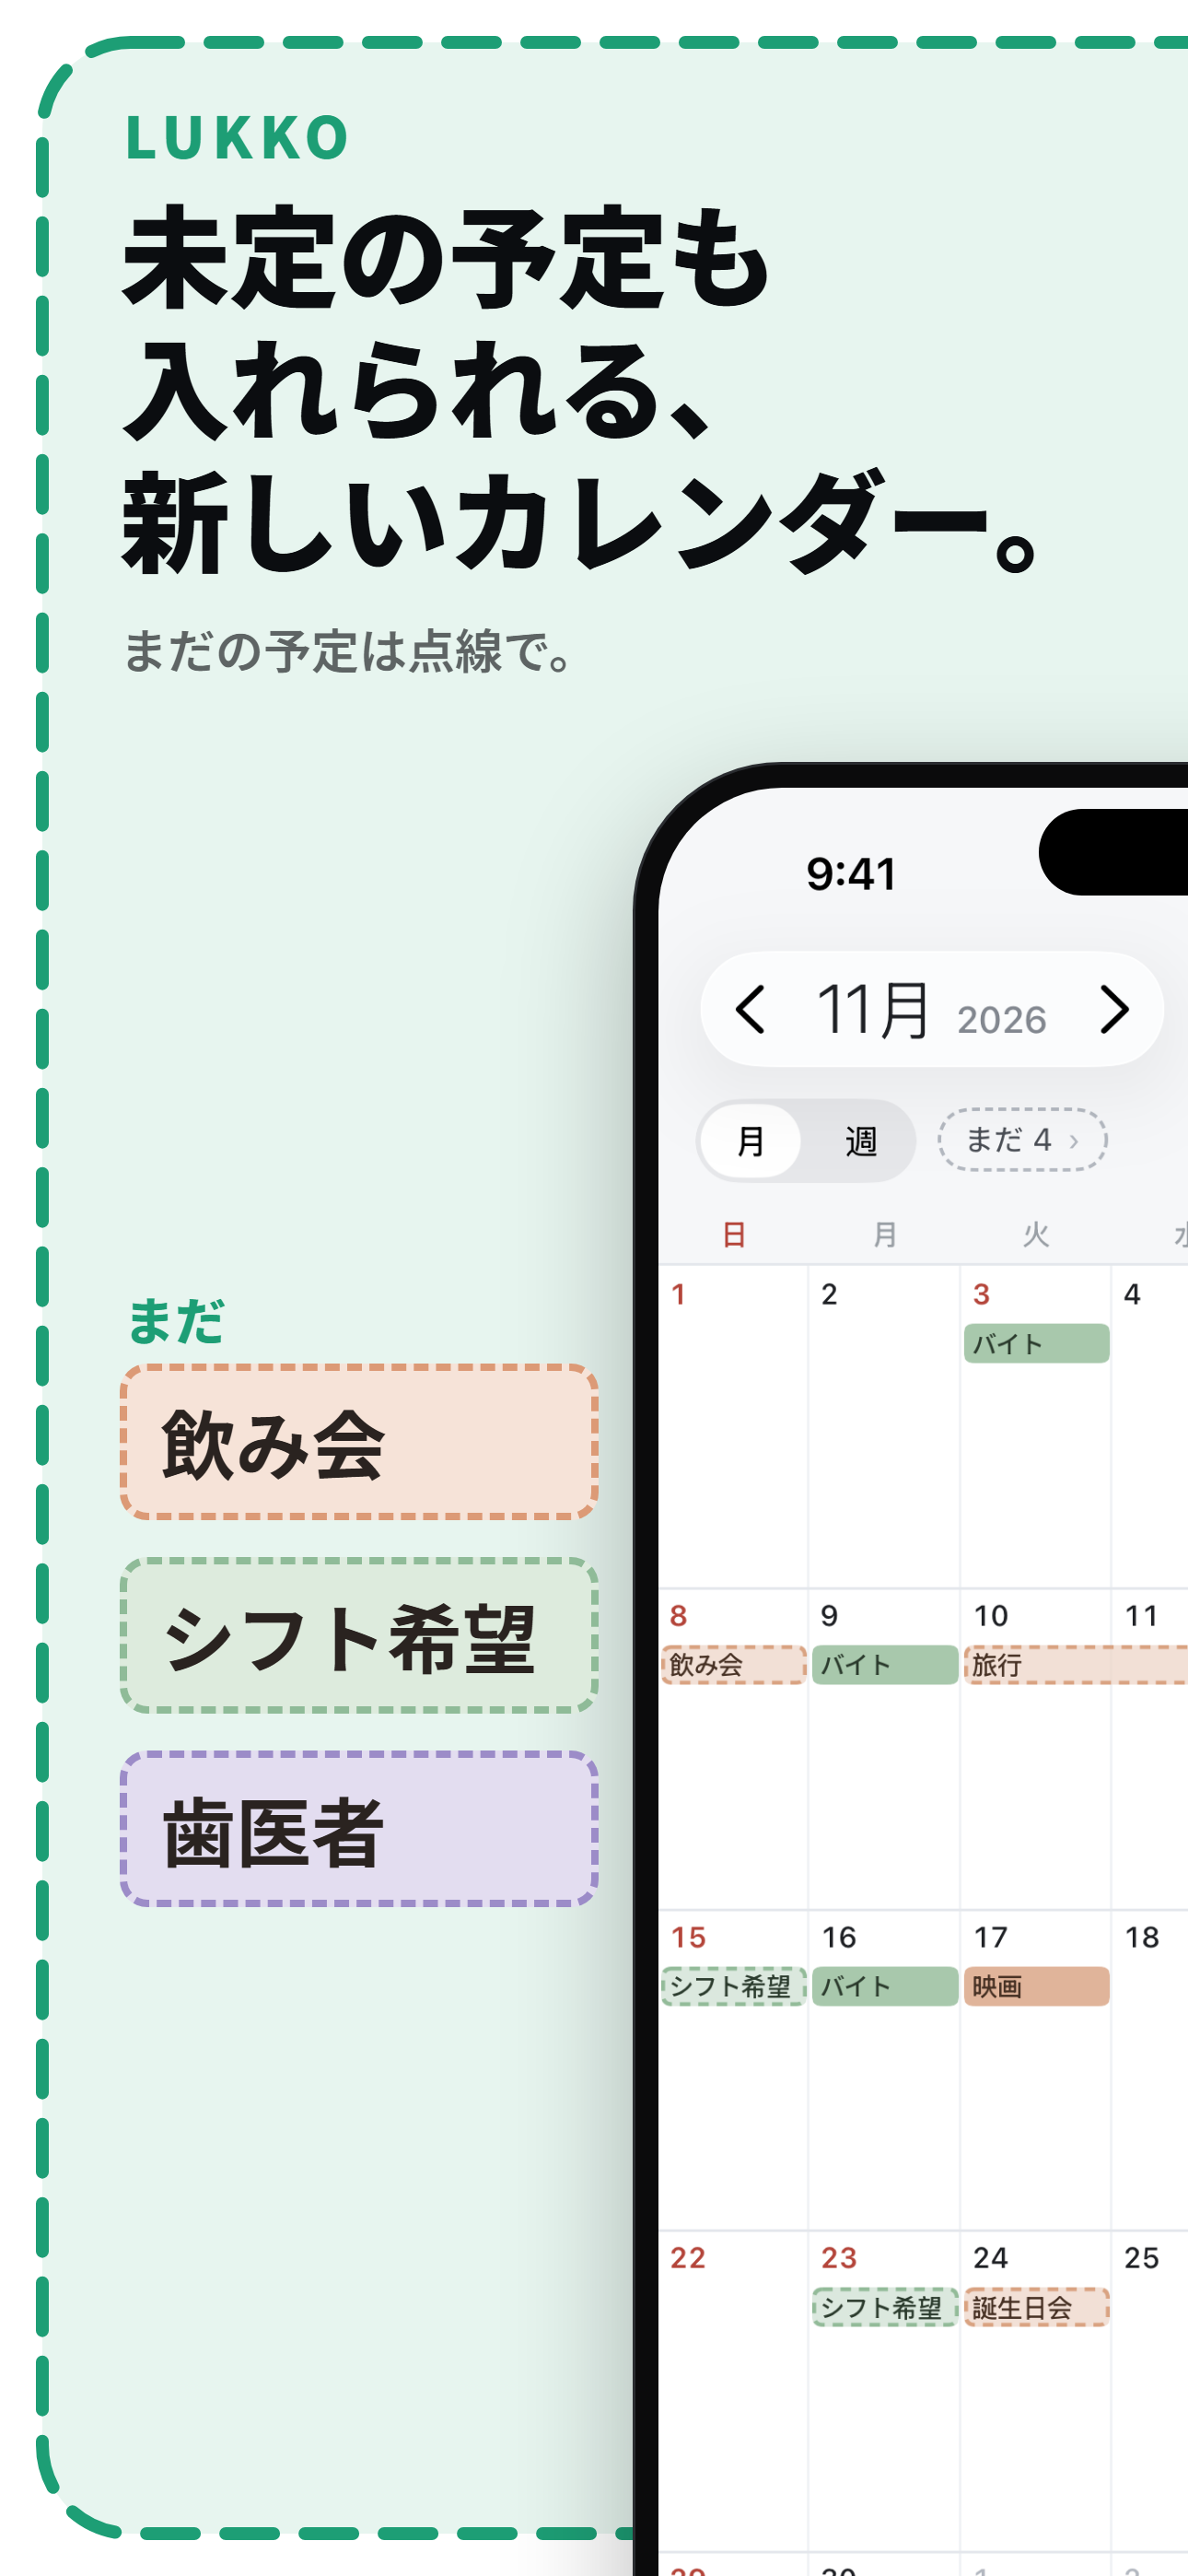 LUKKO
未定の予定も
入れられる、
新しいカレンダー。
まだの予定は点線で。
9:41
11月 2026
月 週 まだ 4 ›
日 月 火
1 2 3 4
バイト
まだ
飲み会
シフト希望
歯医者
8 9 10 11
飲み会 バイト 旅行
15 16 17 18
シフト希望 バイト 映画
22 23 24 25
シフト希望 誕生日会